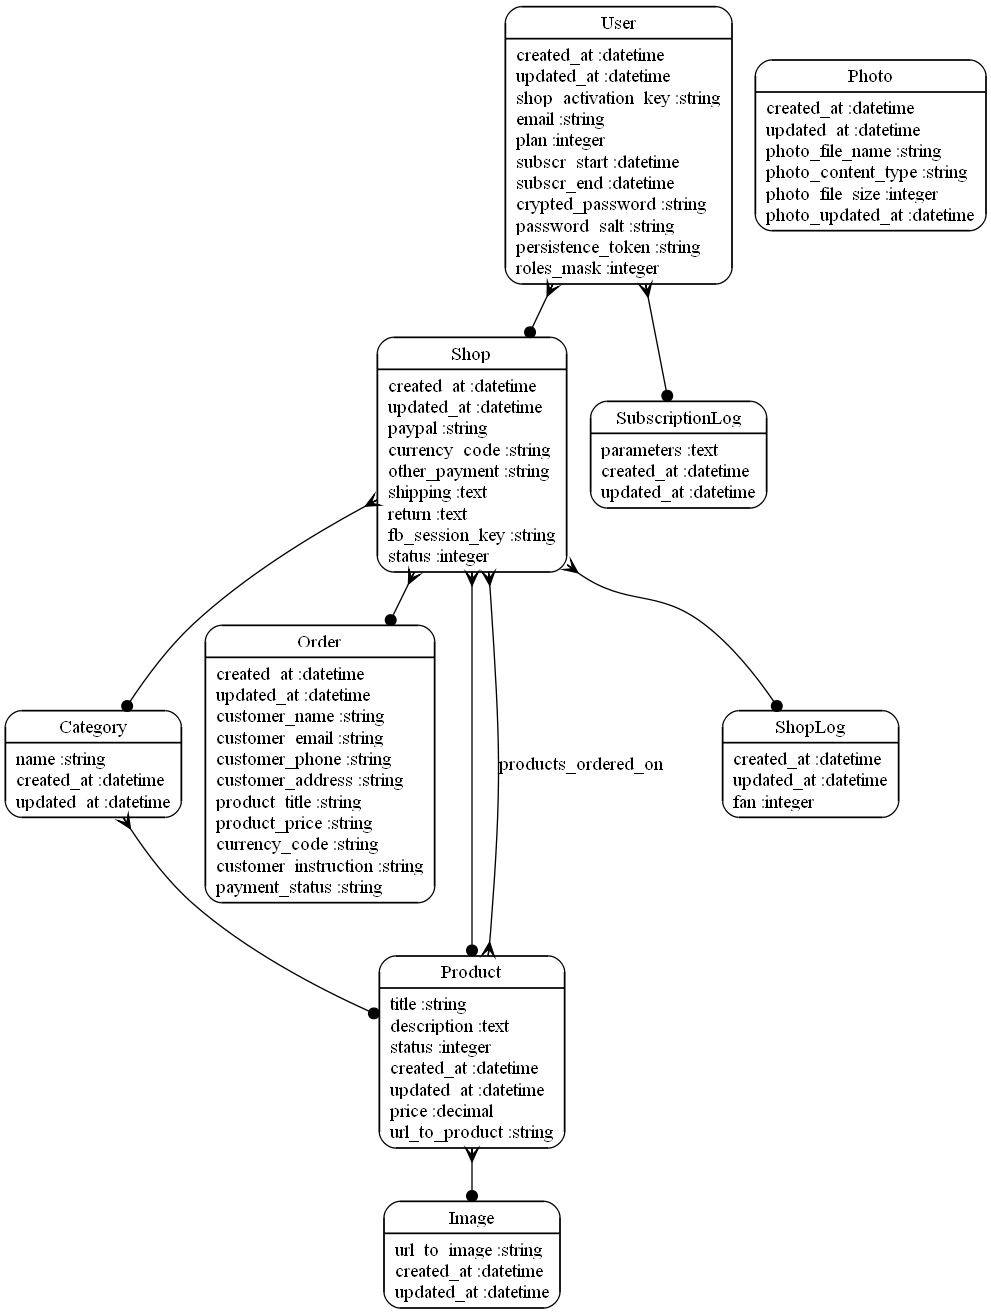 User
created_at :datetime
updated_at :datetime
shop_activation_key :string
email :string
plan :integer
subscr_start :datetime
subscr_end :datetime
crypted_password :string
password_salt :string
persistence_token :string
roles_mask :integer
Photo
created_at :datetime
updated_at :datetime
photo_file_name :string
photo_content_type :string
photo_file_size :integer
photo_updated_at :datetime
Shop
created_at :datetime
updated_at :datetime
paypal :string
currency_code :string
other_payment :string
shipping :text
return :text
fb_session_key :string
status :integer
SubscriptionLog
parameters :text
created_at :datetime
updated_at :datetime
Order
created_at :datetime
updated_at :datetime
customer_name :string
customer_email :string
customer_phone :string
customer_address :string
product_title :string
product_price :string
currency_code :string
customer_instruction :string
payment_status :string
Category
name :string
created_at :datetime
updated_at :datetime
products_ordered_on
ShopLog
created_at :datetime
updated_at :datetime
fan :integer
Product
title :string
description :text
status :integer
created_at :datetime
updated_at :datetime
price :decimal
url_to_product :string
Image
url_to_image :string
created_at :datetime
updated_at :datetime